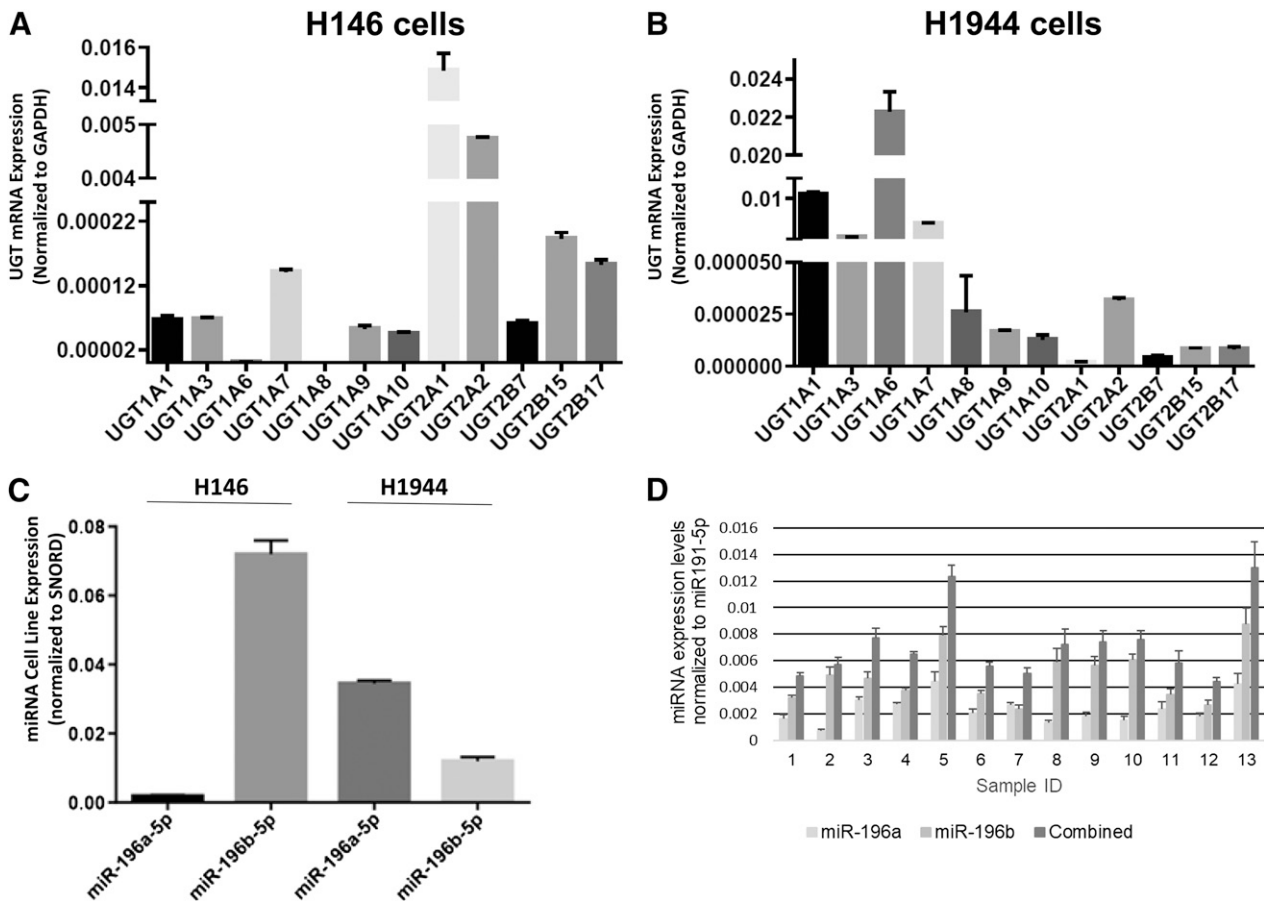 A
H146 cells
UGT mRNA Expression
(Normalized to GAPDH)
0.016
0.014
0.005
0.004
0.00022
0.00012
0.00002
UGT1A1
UGT1A3
UGT1A6
UGT1A7
UGT1A8
UGT1A9
UGT1A10
UGT2A1
UGT2A2
UGT2B7
UGT2B15
UGT2B17
B
H1944 cells
UGT mRNA Expression
(Normalized to GAPDH)
0.024
0.022
0.020
0.01
0.000050
0.000025
0.000000
UGT1A1
UGT1A3
UGT1A6
UGT1A7
UGT1A8
UGT1A9
UGT1A10
UGT2A1
UGT2A2
UGT2B7
UGT2B15
UGT2B17
C
H146
H1944
miRNA Cell Line Expression
(normalized to SNORD)
0.08
0.06
0.04
0.02
0.00
miR-196a-5p
miR-196b-5p
miR-196a-5p
miR-196b-5p
D
miRNA expression levels
normalized to miR191-5p
0.016
0.014
0.012
0.01
0.008
0.006
0.004
0.002
0
1 2 3 4 5 6 7 8 9 10 11 12 13
Sample ID
miR-196a miR-196b Combined